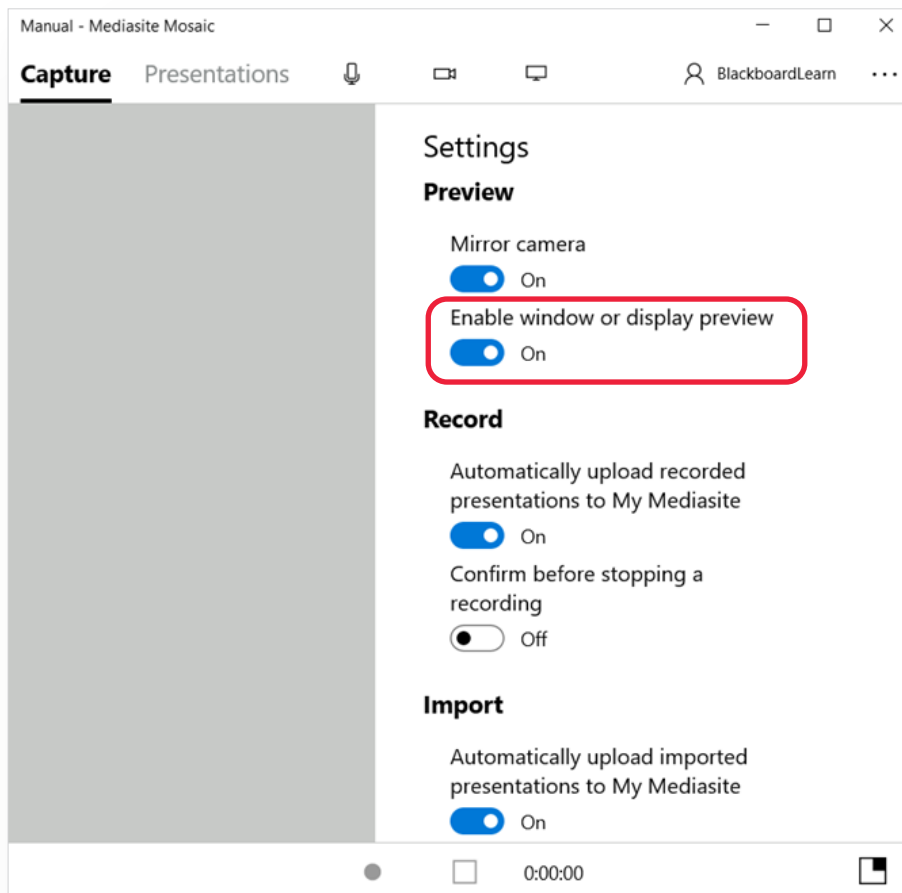 Manual - Mediasite Mosaic
Capture Presentations BlackboardLearn
Settings
Preview
Mirror camera
On
Enable window or display preview
On
Record
Automatically upload recorded
presentations to My Mediasite
On
Confirm before stopping a
recording
Off
Import
Automatically upload imported
presentations to My Mediasite
On
0:00:00